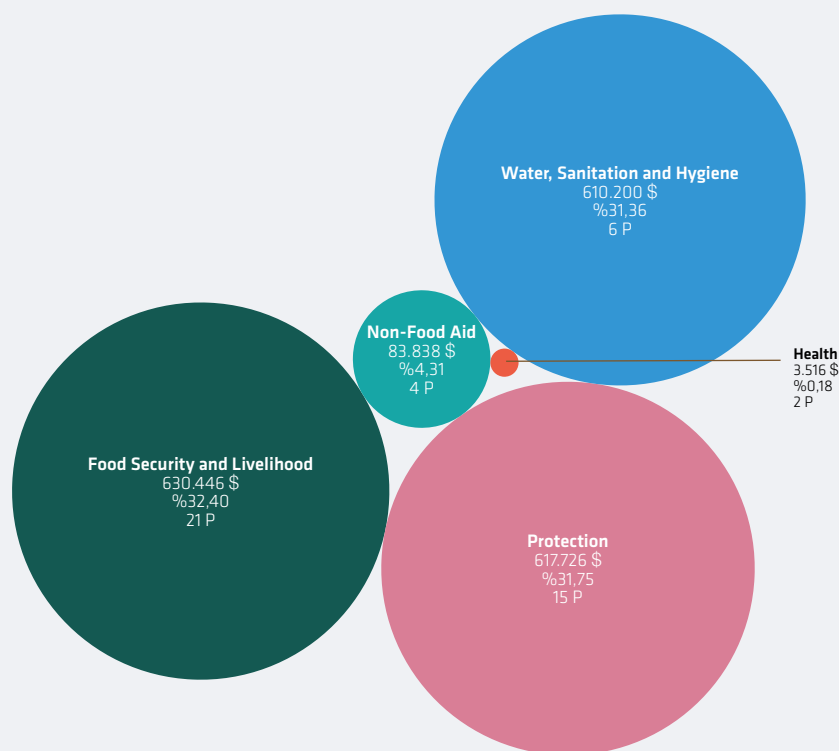 Water, Sanitation and Hygiene
610.200 $
%31,36
6 P
Non-Food Aid
83.838 $
%4,31
4 P
Health
3.516 $
%0,18
2 P
Food Security and Livelihood
630.446 $
%32,40
21 P
Protection
617.726 $
%31,75
15 P